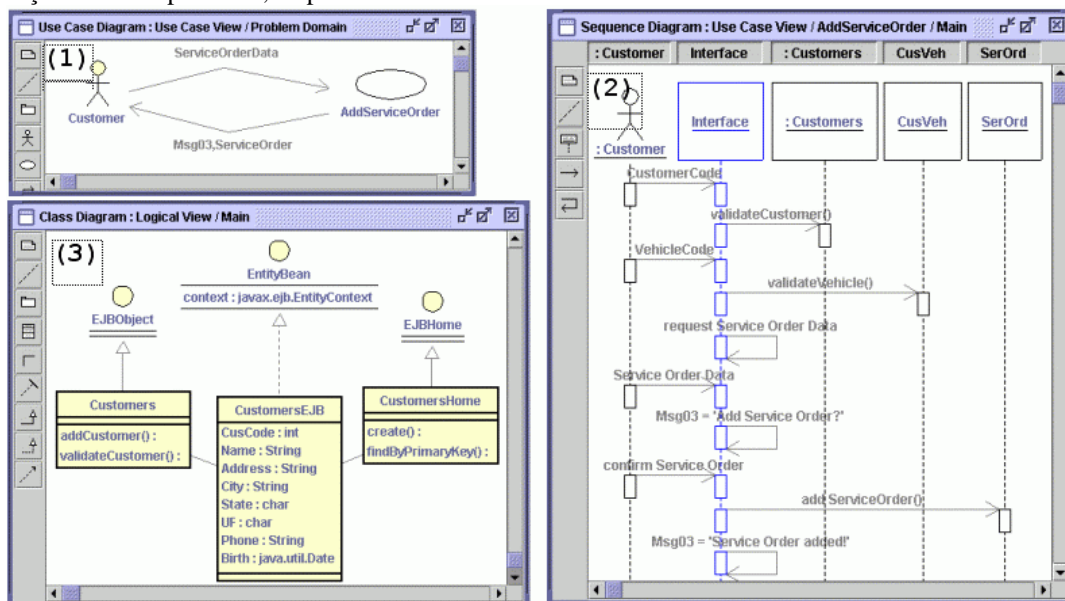 Use Case Diagram : Use Case View / Problem Domain
(1)
ServiceOrderData
Customer
AddServiceOrder
Msg03,ServiceOrder
Class Diagram : Logical View / Main
(3)
EntityBean
context : javax.ejb.EntityContext
EJBObject
EJBHome
Customers
addCustomer() :
validateCustomer() :
CustomersEJB
CusCode : int
Name : String
Address : String
City : String
State : char
UF : char
Phone : String
Birth : java.util.Date
CustomersHome
create() :
findByPrimaryKey() :
Sequence Diagram : Use Case View / AddServiceOrder / Main
: Customer Interface : Customers CusVeh SerOrd
(2)
: Customer
Interface
: Customers
CusVeh
SerOrd
CustomerCode
validateCustomer()
VehicleCode
validateVehicle()
request Service Order Data
Service Order Data
Msg03 = 'Add Service Order?'
confirm Service Order
add ServiceOrder()
Msg03 = 'Service Order added!'